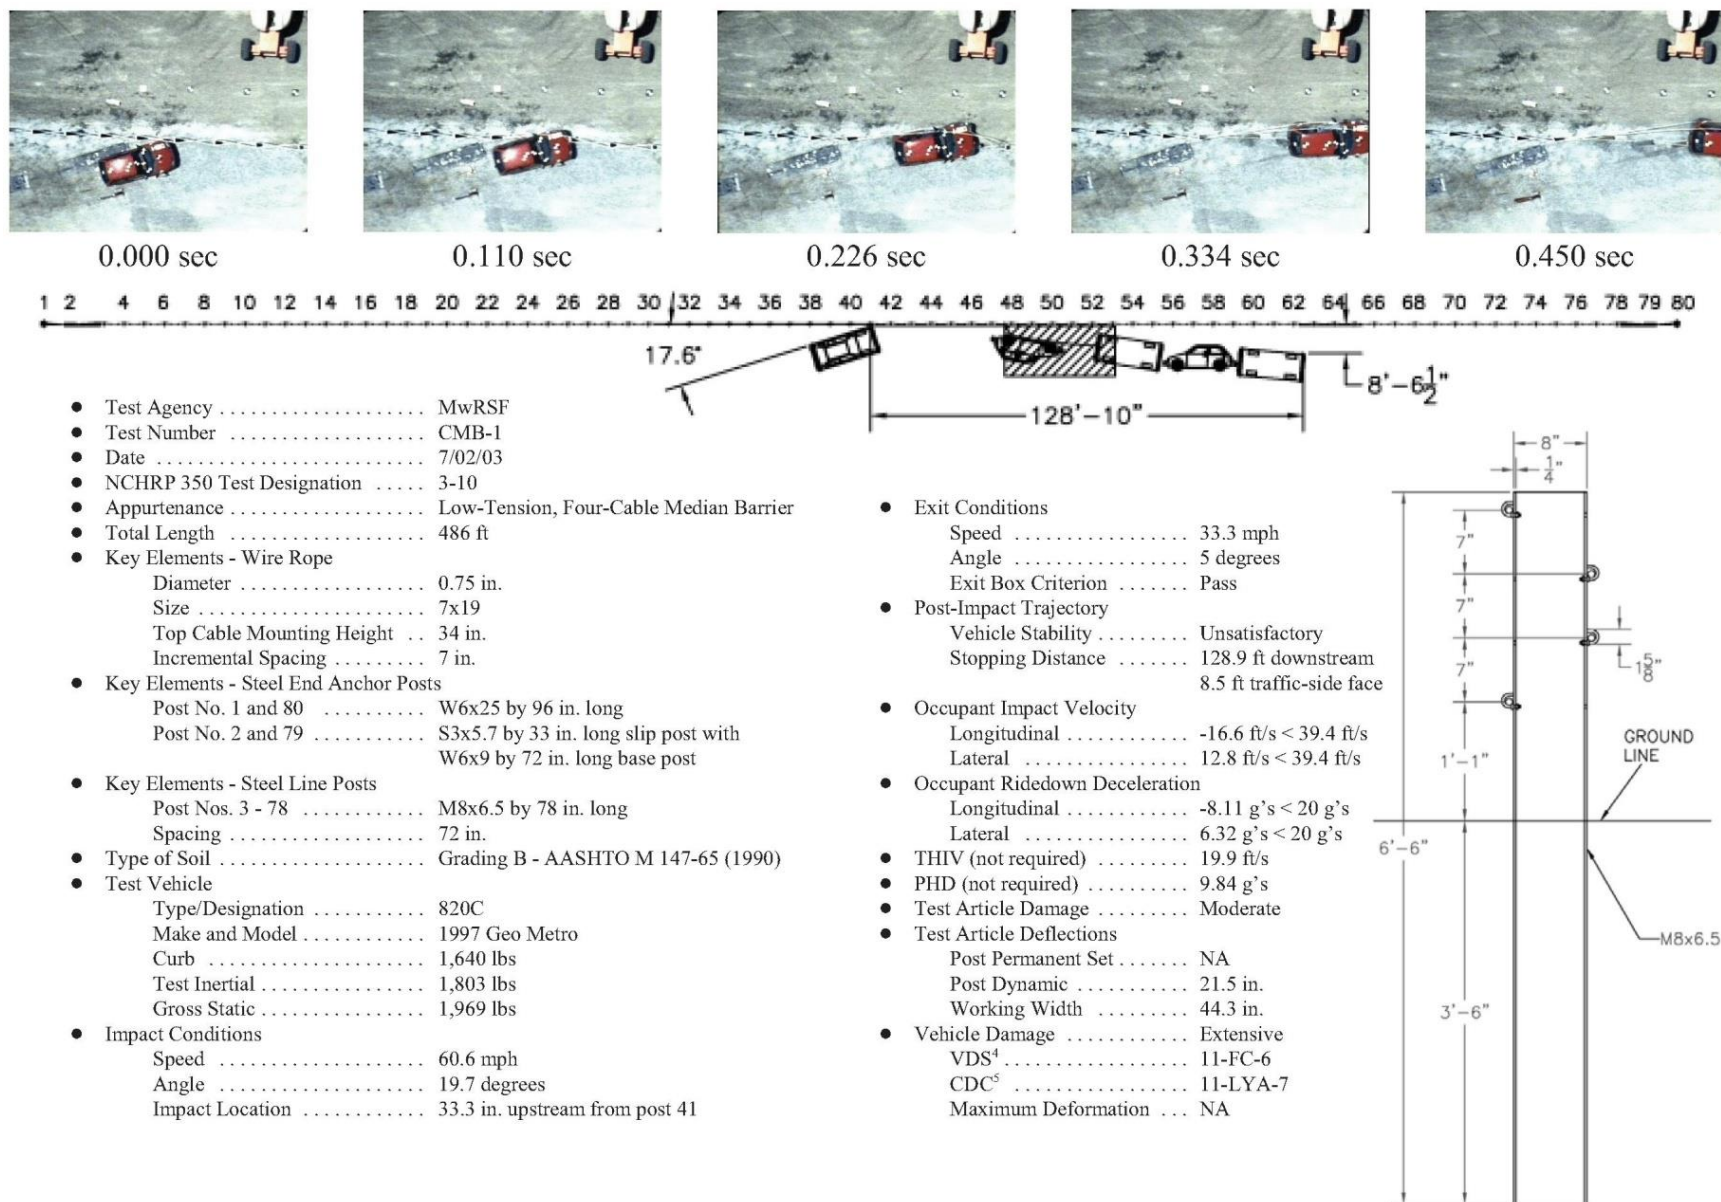 0.000 sec
0.110 sec
0.226 sec
0.334 sec
0.450 sec
1 2 4 6 8 10 12 14 16 18 20 22 24 26 28 30 32 34 36 38 40 42 44 46 48 50 52 54 56 58 60 62 64 66 68 70 72 74 76 78 79 80
17.6°
8'-6½"
128'-10"
● Test Agency . . . . . . . . . . . . . . . . . . . . MwRSF
● Test Number . . . . . . . . . . . . . . . . . . . CMB-1
● Date . . . . . . . . . . . . . . . . . . . . . . . . . . 7/02/03
● NCHRP 350 Test Designation . . . . . 3-10
● Appurtenance . . . . . . . . . . . . . . . . . . . Low-Tension, Four-Cable Median Barrier
● Total Length . . . . . . . . . . . . . . . . . . . . 486 ft
● Key Elements - Wire Rope
Diameter . . . . . . . . . . . . . . . . . . 0.75 in.
Size . . . . . . . . . . . . . . . . . . . . . . 7x19
Top Cable Mounting Height . . 34 in.
Incremental Spacing . . . . . . . . . 7 in.
● Key Elements - Steel End Anchor Posts
Post No. 1 and 80 . . . . . . . . . . W6x25 by 96 in. long
Post No. 2 and 79 . . . . . . . . . . . S3x5.7 by 33 in. long slip post with
W6x9 by 72 in. long base post
● Key Elements - Steel Line Posts
Post Nos. 3 - 78 . . . . . . . . . . . . M8x6.5 by 78 in. long
Spacing . . . . . . . . . . . . . . . . . . . 72 in.
● Type of Soil . . . . . . . . . . . . . . . . . . . . Grading B - AASHTO M 147-65 (1990)
● Test Vehicle
Type/Designation . . . . . . . . . . . 820C
Make and Model . . . . . . . . . . . . 1997 Geo Metro
Curb . . . . . . . . . . . . . . . . . . . . 1,640 lbs
Test Inertial . . . . . . . . . . . . . . . . 1,803 lbs
Gross Static . . . . . . . . . . . . . . . . 1,969 lbs
● Impact Conditions
Speed . . . . . . . . . . . . . . . . . . . . 60.6 mph
Angle . . . . . . . . . . . . . . . . . . . . 19.7 degrees
Impact Location . . . . . . . . . . . . 33.3 in. upstream from post 41
● Exit Conditions
Speed . . . . . . . . . . . . . . . . . 33.3 mph
Angle . . . . . . . . . . . . . . . . . 5 degrees
Exit Box Criterion . . . . . . . Pass
● Post-Impact Trajectory
Vehicle Stability . . . . . . . . . Unsatisfactory
Stopping Distance . . . . . . . 128.9 ft downstream
8.5 ft traffic-side face
● Occupant Impact Velocity
Longitudinal . . . . . . . . . . . . -16.6 ft/s < 39.4 ft/s
Lateral . . . . . . . . . . . . . . . . 12.8 ft/s < 39.4 ft/s
● Occupant Ridedown Deceleration
Longitudinal . . . . . . . . . . . . -8.11 g's < 20 g's
Lateral . . . . . . . . . . . . . . . 6.32 g's < 20 g's
● THIV (not required) . . . . . . . . . . 19.9 ft/s
● PHD (not required) . . . . . . . . . . 9.84 g's
● Test Article Damage . . . . . . . . . Moderate
● Test Article Deflections
Post Permanent Set . . . . . . . NA
Post Dynamic . . . . . . . . . . . 21.5 in.
Working Width . . . . . . . . . 44.3 in.
● Vehicle Damage . . . . . . . . . . . . Extensive
VDS⁴ . . . . . . . . . . . . . . . . . . 11-FC-6
CDC⁵ . . . . . . . . . . . . . . . . . 11-LYA-7
Maximum Deformation . . . NA
8"
¼"
7"
7"
7"
1⅝"
1'-1"
GROUND
LINE
6'-6"
M8x6.5
3'-6"